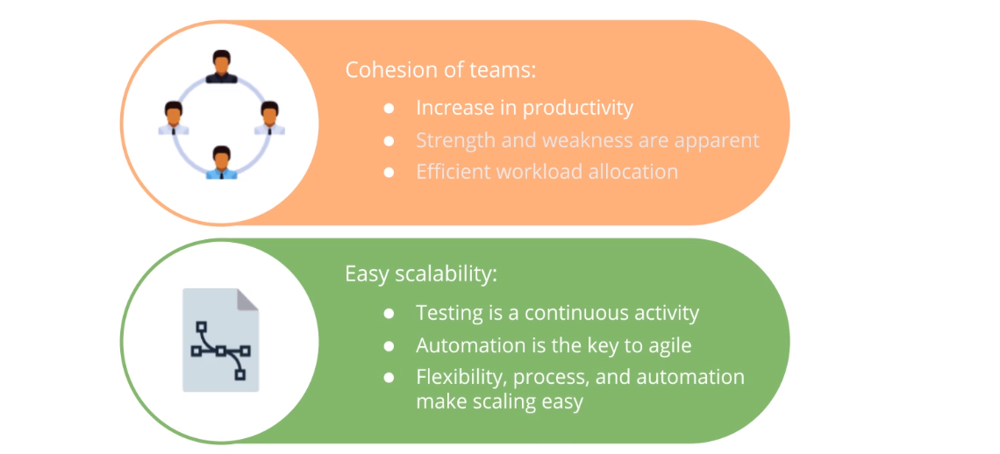 Cohesion of teams:
● Increase in productivity
● Strength and weakness are apparent
● Efficient workload allocation
Easy scalability:
● Testing is a continuous activity
● Automation is the key to agile
● Flexibility, process, and automation
make scaling easy